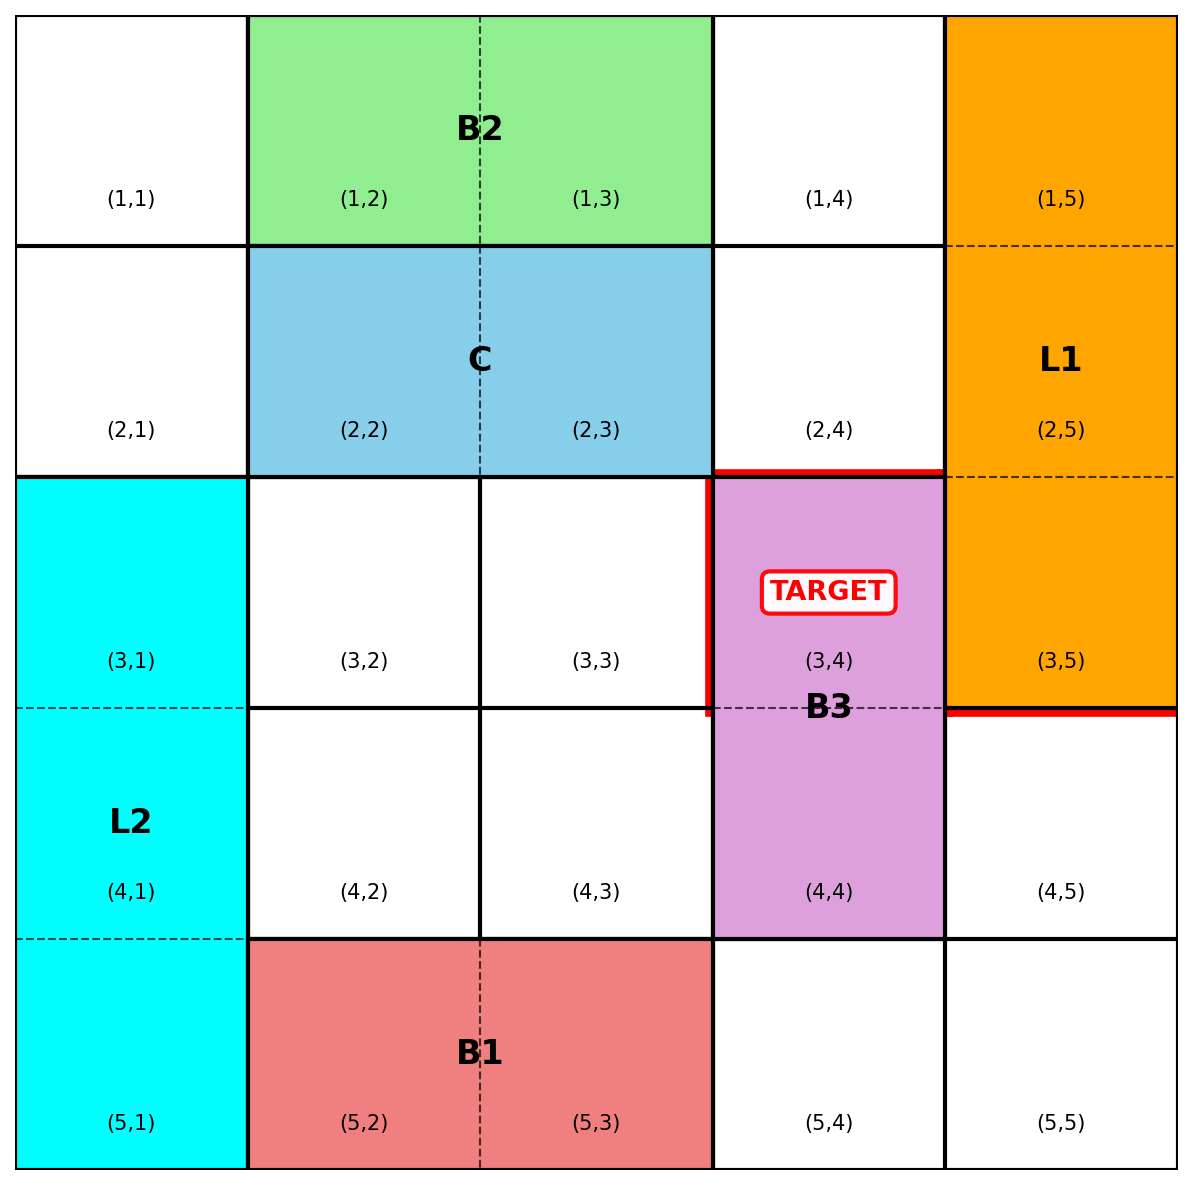 B2
(1,1) (1,2) (1,3) (1,4) (1,5)
C L1
(2,1) (2,2) (2,3) (2,4) (2,5)
TARGET
(3,1) (3,2) (3,3) (3,4) (3,5)
B3
L2
(4,1) (4,2) (4,3) (4,4) (4,5)
B1
(5,1) (5,2) (5,3) (5,4) (5,5)